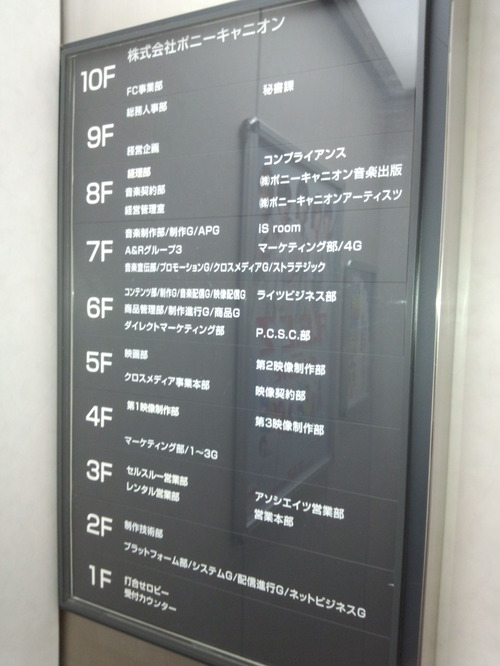 株式会社ポニーキャニオン
10F
FC事業部 秘書課
総務人事部
9F
経営企画 コンプライアンス
8F
経理部 ㈱ポニーキャニオン音楽出版
音楽契約部 ㈱ポニーキャニオンアーティスツ
経営管理室
7F
音楽制作部/制作G/APG iS room
A&Rグループ3 マーケティング部/4G
音楽宣伝部/プロモーションG/クロスメディアG/ストラテジック
6F
コンテンツ部/制作G/音楽配信G/映像配信G ライツビジネス部
商品管理部/制作進行G/商品G
ダイレクトマーケティング部 P.C.S.C.部
5F
映画部 第2映像制作部
クロスメディア事業本部 映像契約部
4F
第1映像制作部 第3映像制作部
マーケティング部/1～3G
3F
セルスルー営業部
レンタル営業部 アソシエイツ営業部
営業本部
2F
制作技術部
プラットフォーム部/システムG/配信進行G/ネットビジネスG
1F
打合せロビー
受付カウンター